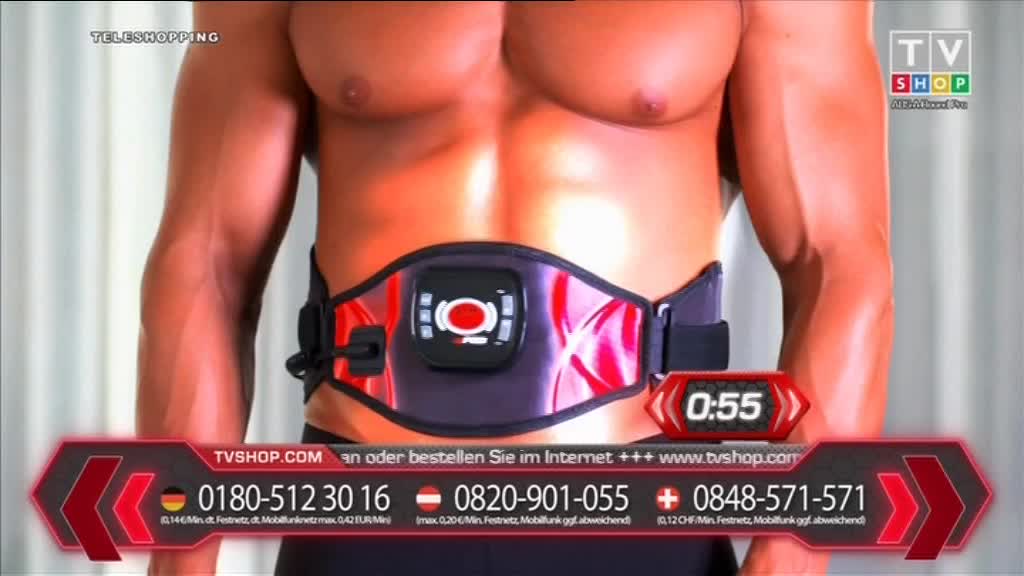 TELESHOPPING
TV
SHOP
0:55
TVSHOP.COM
an oder bestellen Sie im Internet +++ www.tvshop.com
0180-512 30 16
0820-901-055
0848-571-571
(0,14 €/Min. dt. Festnetz, dt. Mobilfunknetz max. 0,42 EUR/Min)
(max. 0,20 €/Min. Festnetz, Mobilfunk ggf. abweichend)
(0,12 CHF/Min. Festnetz, Mobilfunk ggf. abweichend)